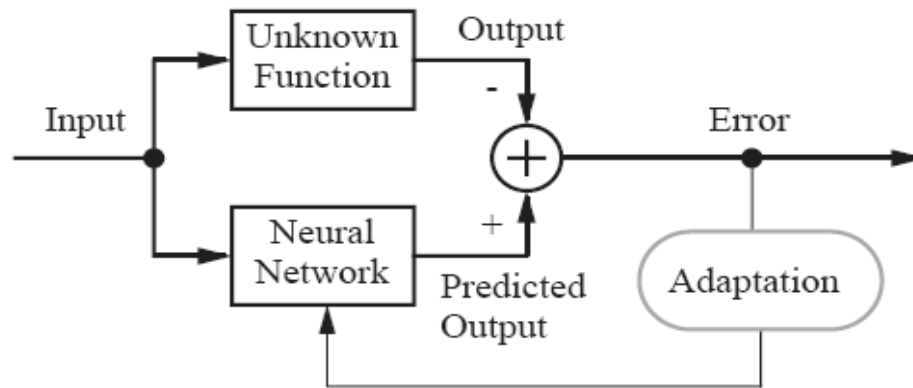 Unknown
Function
Output
-
Input
+
Error
Neural
Network
+
Predicted
Output
Adaptation